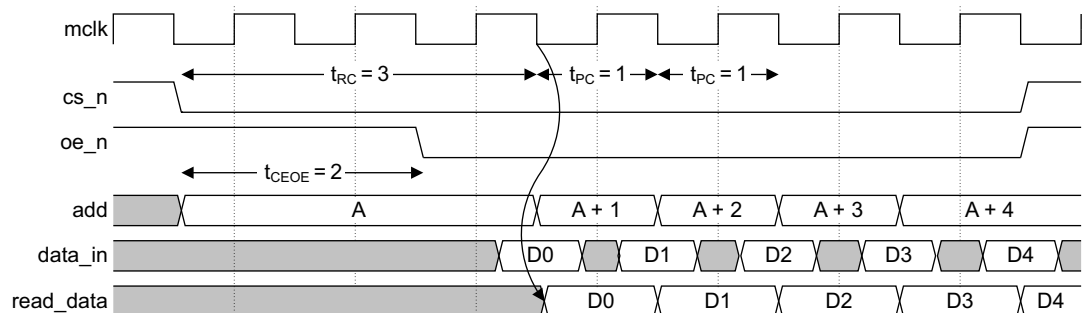 mclk
t_RC = 3 t_PC = 1 t_PC = 1
cs_n
oe_n
t_CEOE = 2
add A A + 1 A + 2 A + 3 A + 4
data_in D0 D1 D2 D3 D4
read_data D0 D1 D2 D3 D4